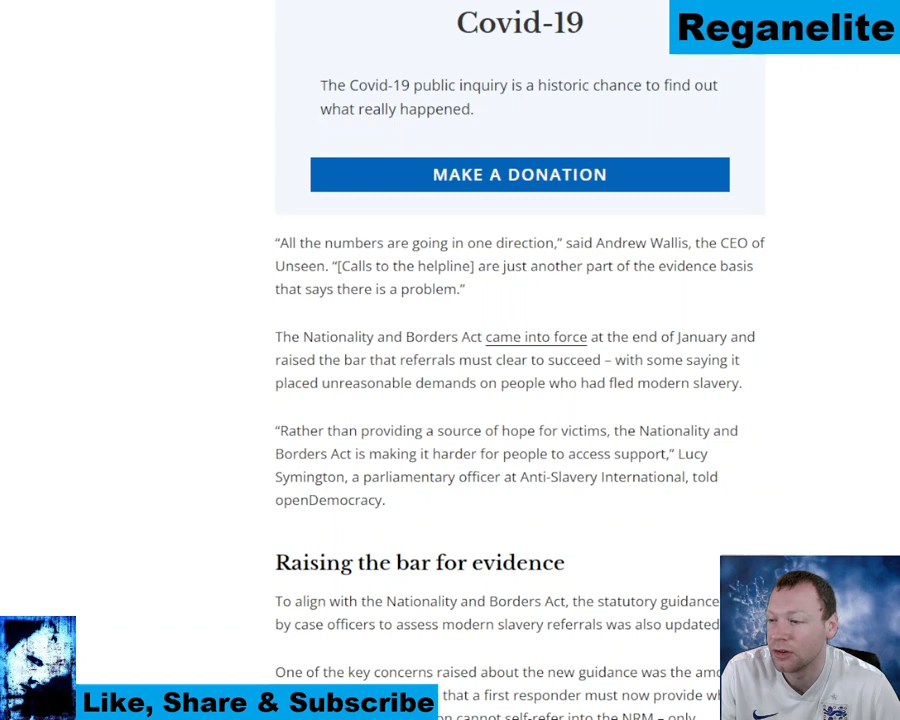 Covid-19
Reganelite
The Covid-19 public inquiry is a historic chance to find out
what really happened.
MAKE A DONATION
“All the numbers are going in one direction,” said Andrew Wallis, the CEO of
Unseen. “[Calls to the helpline] are just another part of the evidence basis
that says there is a problem.”
The Nationality and Borders Act came into force at the end of January and
raised the bar that referrals must clear to succeed – with some saying it
placed unreasonable demands on people who had fled modern slavery.
“Rather than providing a source of hope for victims, the Nationality and
Borders Act is making it harder for people to access support,” Lucy
Symington, a parliamentary officer at Anti-Slavery International, told
openDemocracy.
Raising the bar for evidence
To align with the Nationality and Borders Act, the statutory guidance
by case officers to assess modern slavery referrals was also updated
One of the key concerns raised about the new guidance was the
that a first responder must now provide
cannot self-refer into the NRM – only
Like, Share & Subscribe